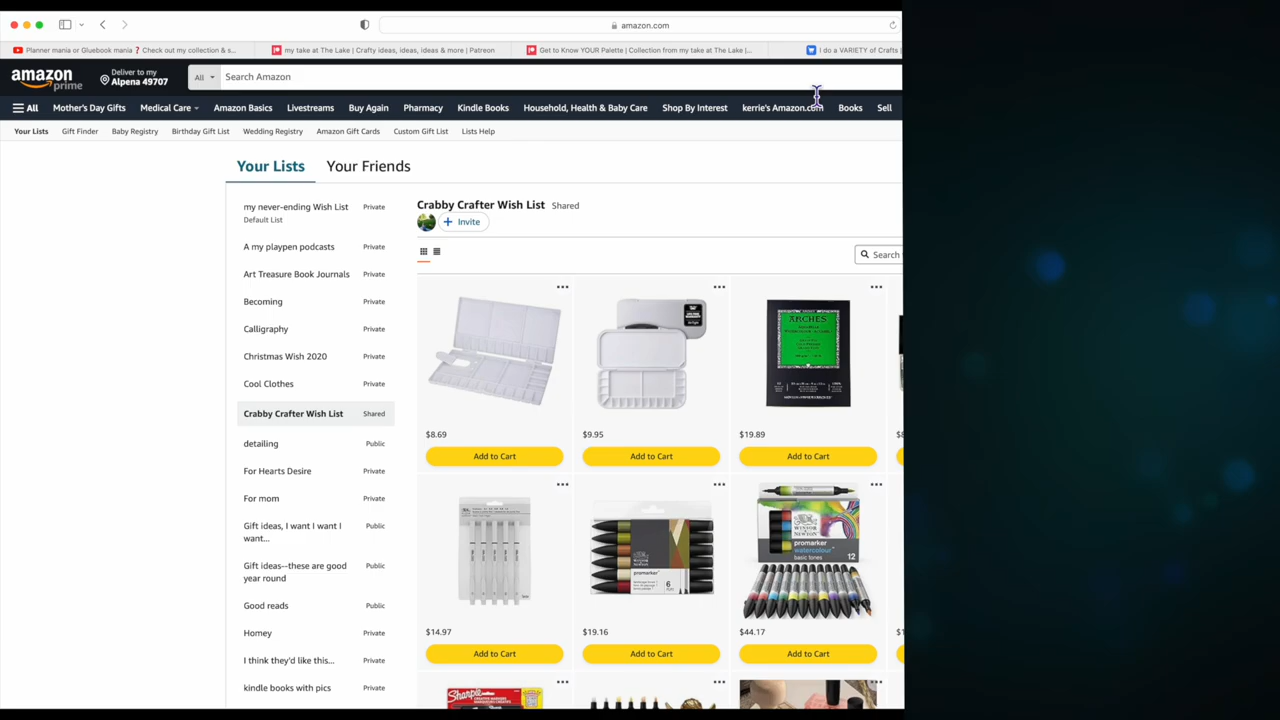 amazon.com
Planner mania or Gluebook mania ❓ Check out my collection & s...
my take at The Lake | Crafty ideas, ideas, ideas & more | Patreon
Get to Know YOUR Palette | Collection from my take at The Lake |...
I do a VARIETY of Crafts |
amazon prime
Deliver to my
Alpena 49707
All
Search Amazon
All
Mother's Day Gifts
Medical Care
Amazon Basics
Livestreams
Buy Again
Pharmacy
Kindle Books
Household, Health & Baby Care
Shop By Interest
kerrie's Amazon.com
Books
Sell
Your Lists
Gift Finder
Baby Registry
Birthday Gift List
Wedding Registry
Amazon Gift Cards
Custom Gift List
Lists Help
Your Lists
Your Friends
my never-ending Wish List Private
Default List
A my playpen podcasts Private
Art Treasure Book Journals Private
Becoming Private
Calligraphy Private
Christmas Wish 2020 Private
Cool Clothes Private
Crabby Crafter Wish List Shared
detailing Public
For Hearts Desire Private
For mom Private
Gift ideas, I want I want I Public
want...
Gift ideas--these are good Public
year round
Good reads Public
Homey Private
I think they'd like this... Private
kindle books with pics Private
Crabby Crafter Wish List Shared
+ Invite
Search
ARCHES
$8.69
$9.95
$19.89
Add to Cart
Add to Cart
Add to Cart
promarker
6
WINSOR & NEWTON
promarker
watercolour
basic tones
12
$14.97
$19.16
$44.17
Add to Cart
Add to Cart
Add to Cart
Sharpie